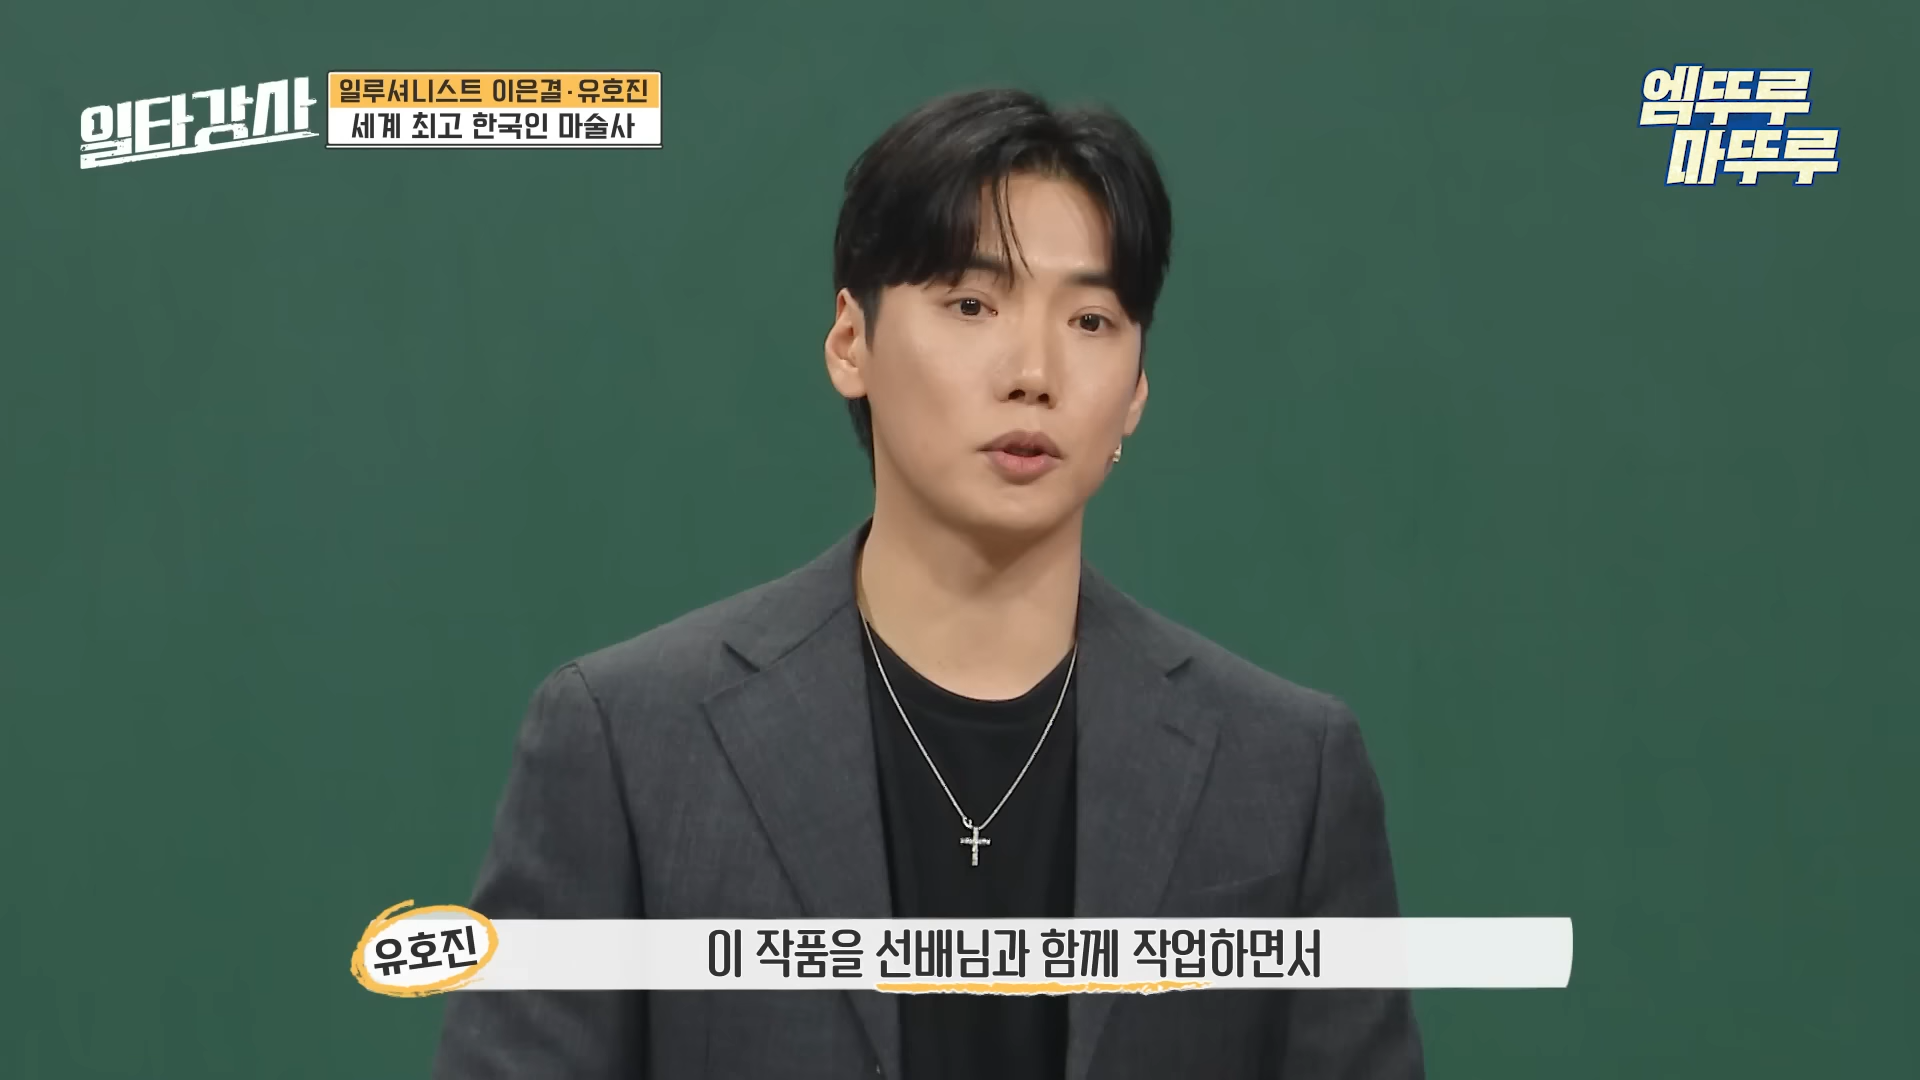 일타강사
일루셔니스트 이은결·유호진
세계 최고 한국인 마술사
엠뚜루
마뚜루
유호진
이 작품을 선배님과 함께 작업하면서